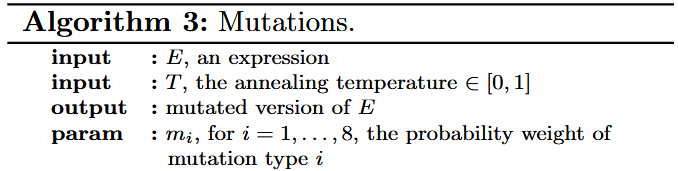 Algorithm 3: Mutations.
input : E, an expression
input : T, the annealing temperature ∈ [0, 1]
output : mutated version of E
param : mᵢ, for i = 1, . . . , 8, the probability weight of
mutation type i